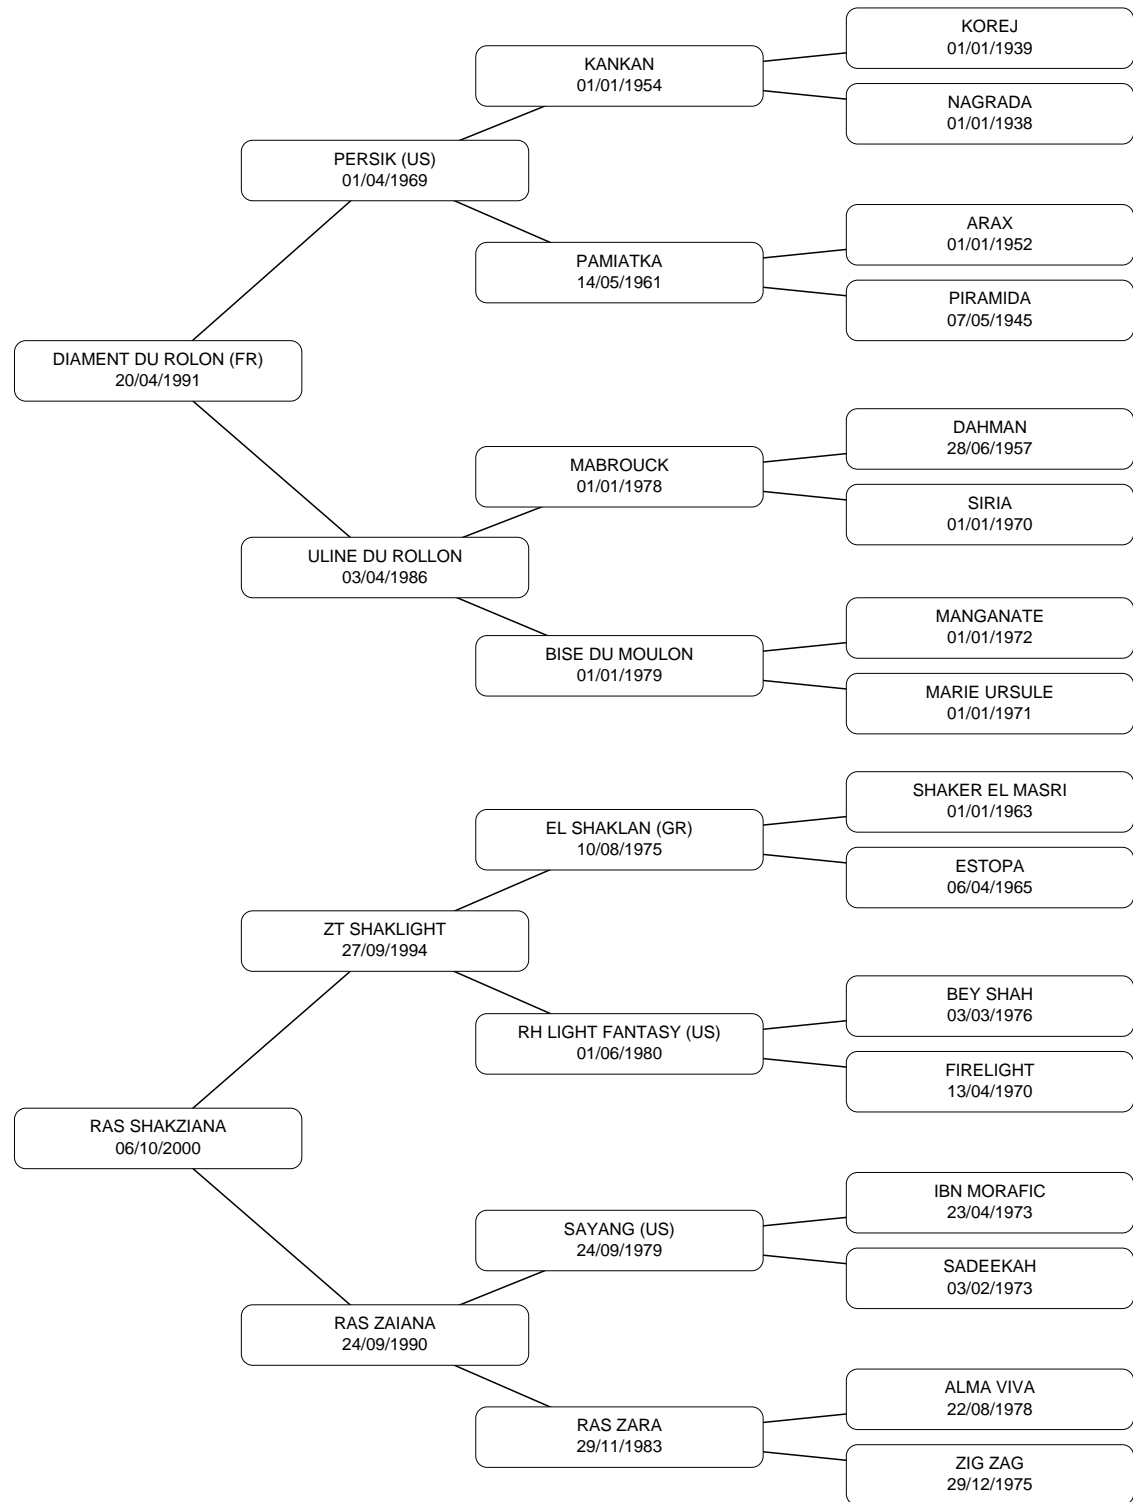 KOREJ
01/01/1939
KANKAN
01/01/1954
NAGRADA
01/01/1938
PERSIK (US)
01/04/1969
ARAX
01/01/1952
PAMIATKA
14/05/1961
PIRAMIDA
07/05/1945
DIAMENT DU ROLON (FR)
20/04/1991
DAHMAN
28/06/1957
MABROUCK
01/01/1978
SIRIA
01/01/1970
ULINE DU ROLLON
03/04/1986
MANGANATE
01/01/1972
BISE DU MOULON
01/01/1979
MARIE URSULE
01/01/1971
SHAKER EL MASRI
01/01/1963
EL SHAKLAN (GR)
10/08/1975
ESTOPA
06/04/1965
ZT SHAKLIGHT
27/09/1994
BEY SHAH
03/03/1976
RH LIGHT FANTASY (US)
01/06/1980
FIRELIGHT
13/04/1970
RAS SHAKZIANA
06/10/2000
IBN MORAFIC
23/04/1973
SAYANG (US)
24/09/1979
SADEEKAH
03/02/1973
RAS ZAIANA
24/09/1990
ALMA VIVA
22/08/1978
RAS ZARA
29/11/1983
ZIG ZAG
29/12/1975